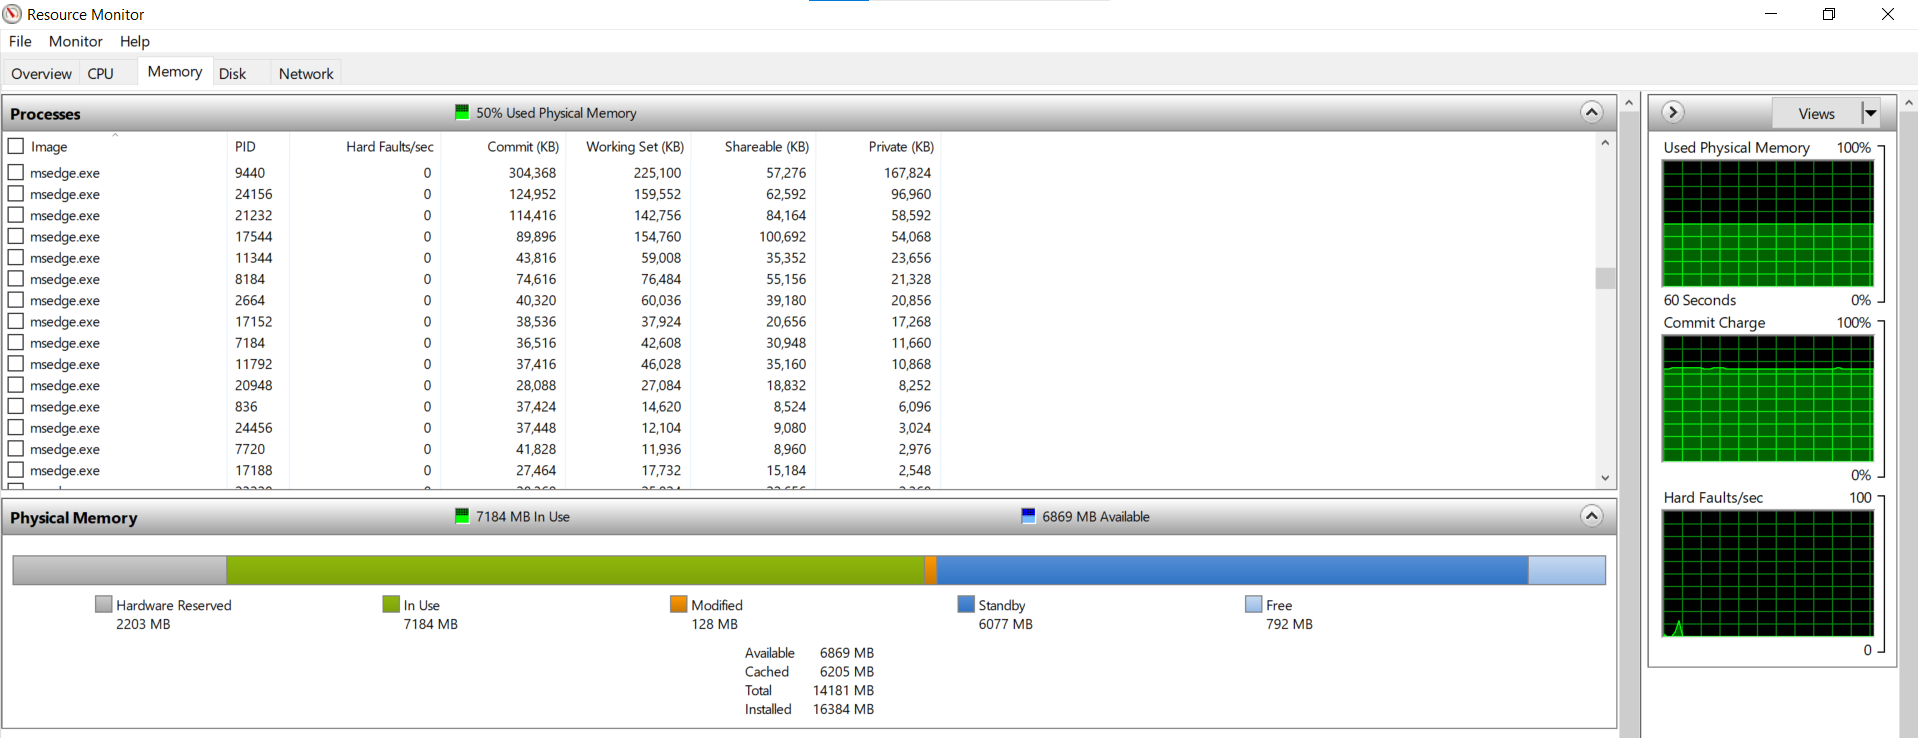 Resource Monitor
File Monitor Help
Overview CPU Memory Disk Network
Processes 50% Used Physical Memory
Image PID Hard Faults/sec Commit (KB) Working Set (KB) Shareable (KB) Private (KB)
msedge.exe 9440 0 304,368 225,100 57,276 167,824
msedge.exe 24156 0 124,952 159,552 62,592 96,960
msedge.exe 21232 0 114,416 142,756 84,164 58,592
msedge.exe 17544 0 89,896 154,760 100,692 54,068
msedge.exe 11344 0 43,816 59,008 35,352 23,656
msedge.exe 8184 0 74,616 76,484 55,156 21,328
msedge.exe 2664 0 40,320 60,036 39,180 20,856
msedge.exe 17152 0 38,536 37,924 20,656 17,268
msedge.exe 7184 0 36,516 42,608 30,948 11,660
msedge.exe 11792 0 37,416 46,028 35,160 10,868
msedge.exe 20948 0 28,088 27,084 18,832 8,252
msedge.exe 836 0 37,424 14,620 8,524 6,096
msedge.exe 24456 0 37,448 12,104 9,080 3,024
msedge.exe 7720 0 41,828 11,936 8,960 2,976
msedge.exe 17188 0 27,464 17,732 15,184 2,548
Physical Memory 7184 MB In Use 6869 MB Available
Hardware Reserved In Use Modified Standby Free
2203 MB 7184 MB 128 MB 6077 MB 792 MB
Available 6869 MB
Cached 6205 MB
Total 14181 MB
Installed 16384 MB
Views
Used Physical Memory 100%
60 Seconds 0%
Commit Charge 100%
0%
Hard Faults/sec 100
0